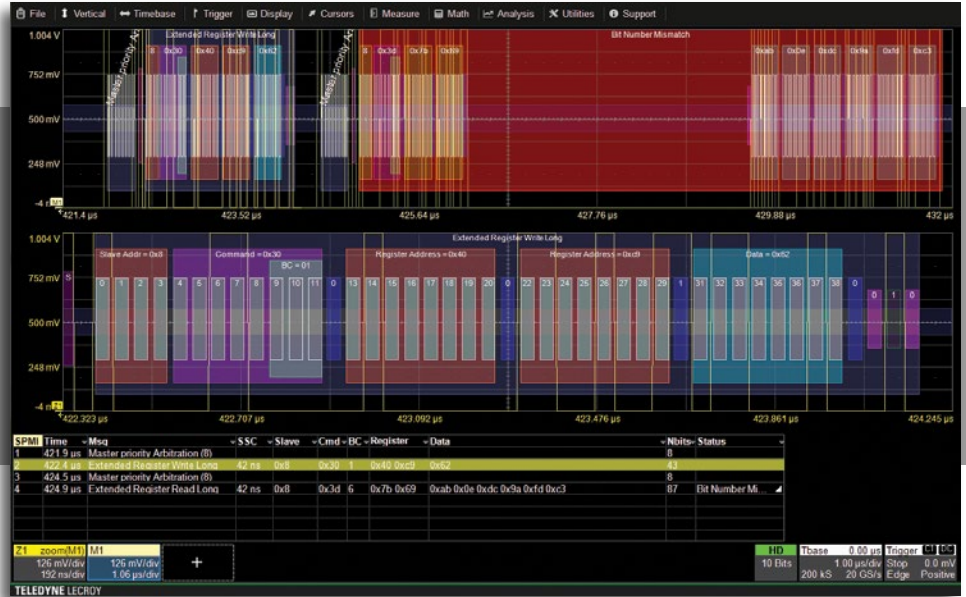 File Vertical Timebase Trigger Display Cursors Measure Math Analysis Utilities Support
1.004 V
752 mV
500 mV
248 mV
Master priority Ac
Extended Register Write Long
8 0x30 0x40 0xc9 0x62
Master priority Ac
Bit Number Mismatch
8 0x3d 0x7b 0x69
0xab 0x0e 0xdc 0x9a 0xfd 0xc3
M1
421.4 µs 423.52 µs 425.64 µs 427.76 µs 429.88 µs 432 µs
1.004 V
752 mV
500 mV
248 mV
Extended Register Write Long
Slave Addr = 0x8 Command = 0x30 Register Address = 0x40 Register Address = 0xc9 Data = 0x62
BC = 01
S 0 1 2 3 4 5 6 7 8 9 10 11 0 13 14 15 16 17 18 19 20 0 22 23 24 25 26 27 28 29 1 31 32 33 34 35 36 37 38 0
0 1 0
Z1
422.323 µs 422.707 µs 423.092 µs 423.476 µs 423.861 µs 424.245 µs
SPMI Time Msg SSC Slave Cmd BC Register Data Nbits Status
1 421.9 µs Master priority Arbitration (8) 8
2 422.4 µs Extended Register Write Long 42 ns 0x8 0x30 1 0x40 0xc9 0x62 43
3 424.5 µs Master priority Arbitration (8) 8
4 424.9 µs Extended Register Read Long 42 ns 0x8 0x3d 6 0x7b 0x69 0xab 0x0e 0xdc 0x9a 0xfd 0xc3 87 Bit Number Mi...
Z1 zoom(M1)
126 mV/div
192 ns/div
M1
126 mV/div
1.06 µs/div
+
HD
10 Bits
Tbase 0.00 µs
1.00 µs/div
200 kS 20 GS/s
Trigger C1 DC
Stop 0.0 mV
Edge Positive
TELEDYNE LECROY